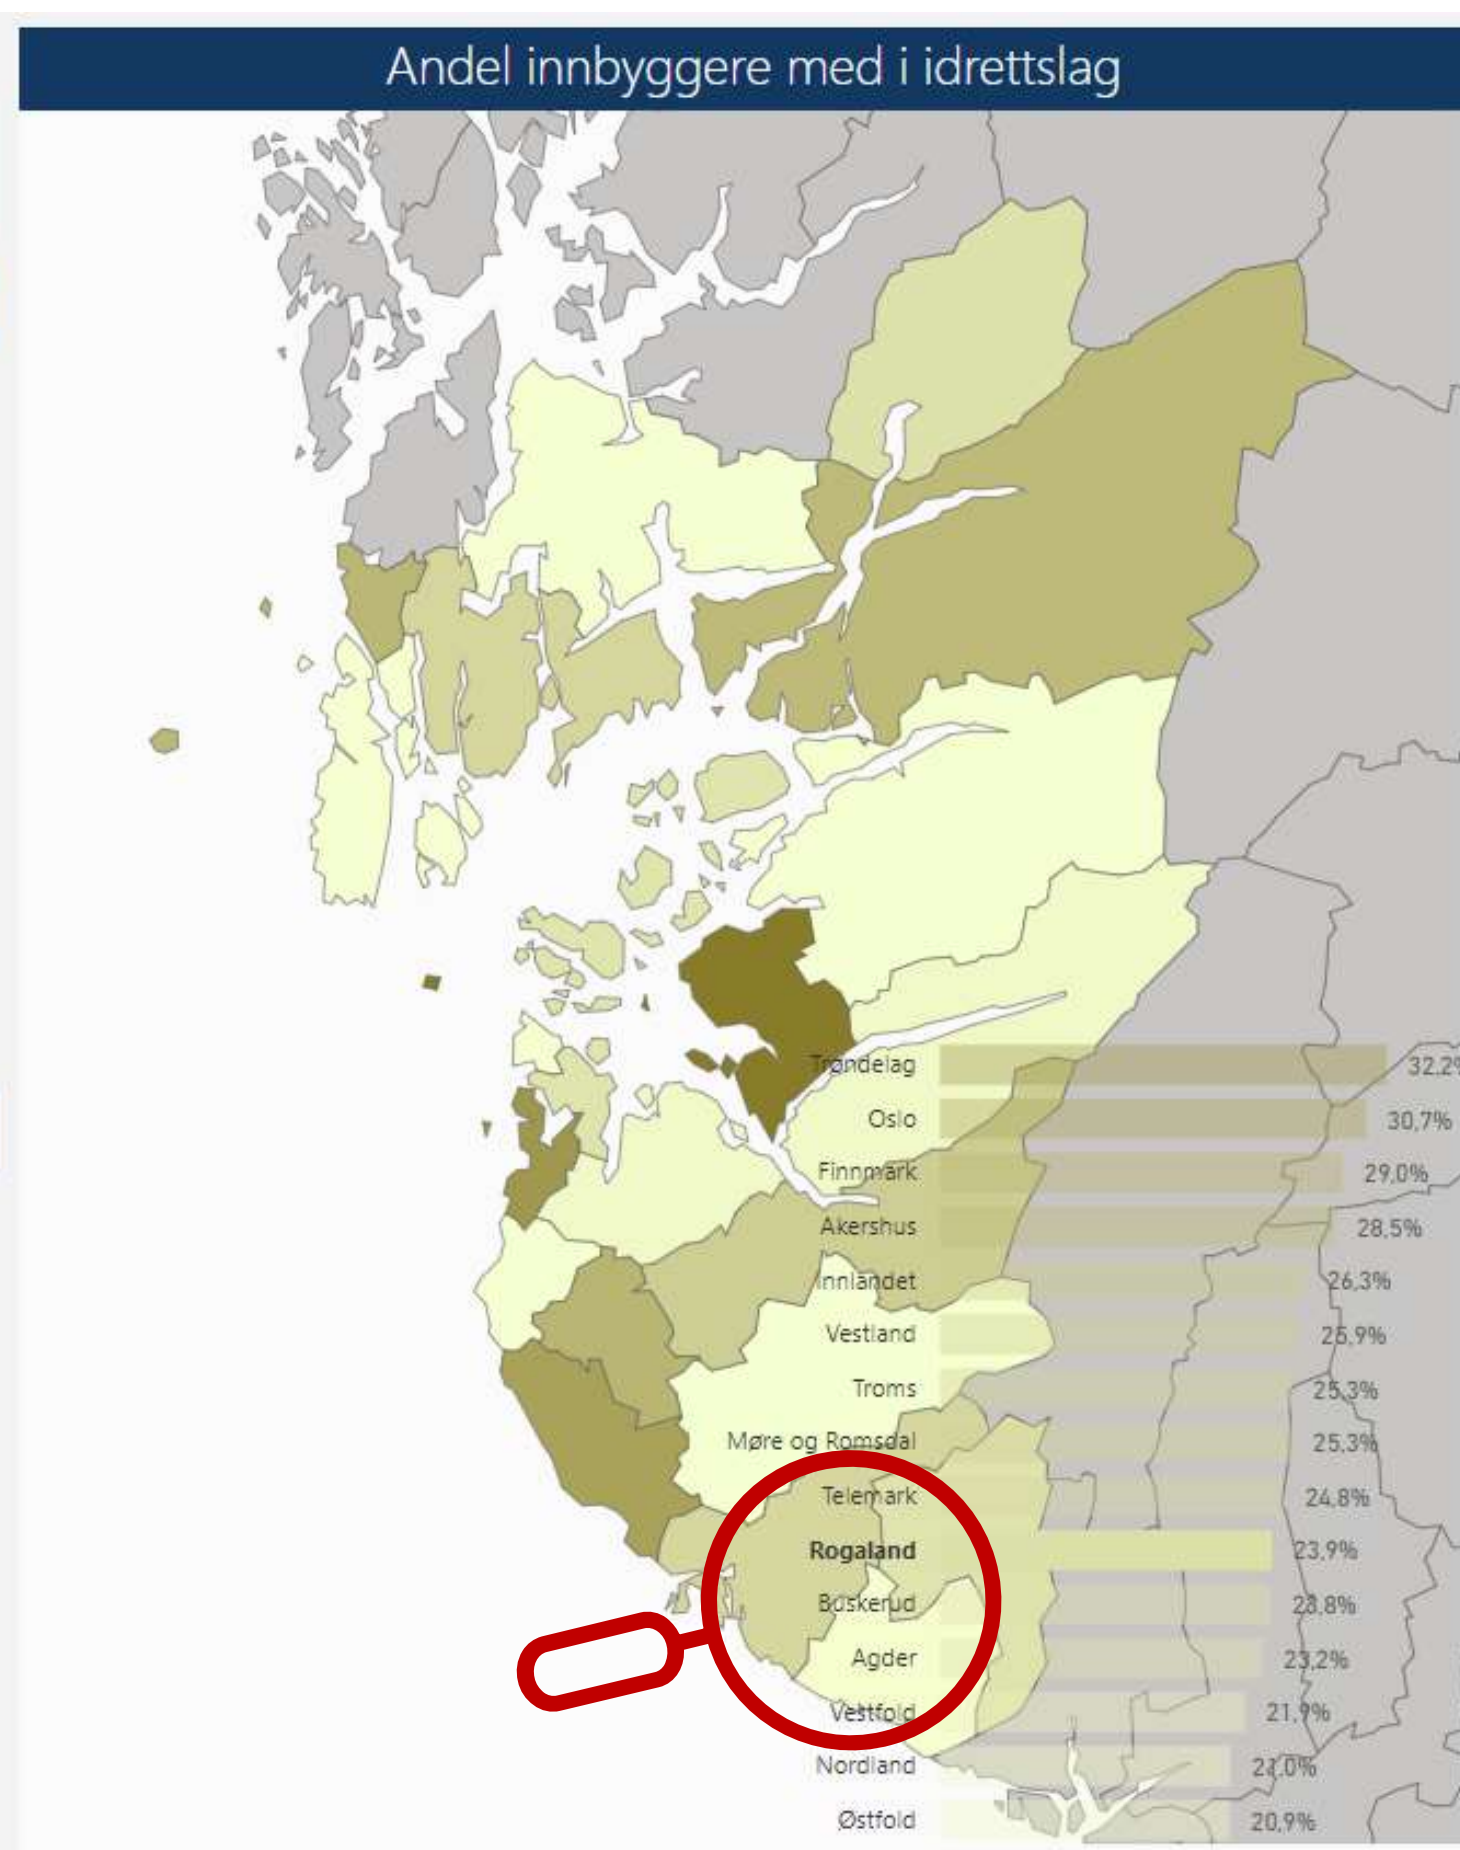 Andel innbyggere med i idrettslag
Trøndelag 32,2%
Oslo 30,7%
Finnmark 29,0%
Akershus 28,5%
Innlandet 26,3%
Vestland 25,9%
Troms 25,3%
Møre og Romsdal 25,3%
Telemark 24,8%
Rogaland 23,9%
Buskerud 23,8%
Agder 23,2%
Vestfold 21,9%
Nordland 21,0%
Østfold 20,9%